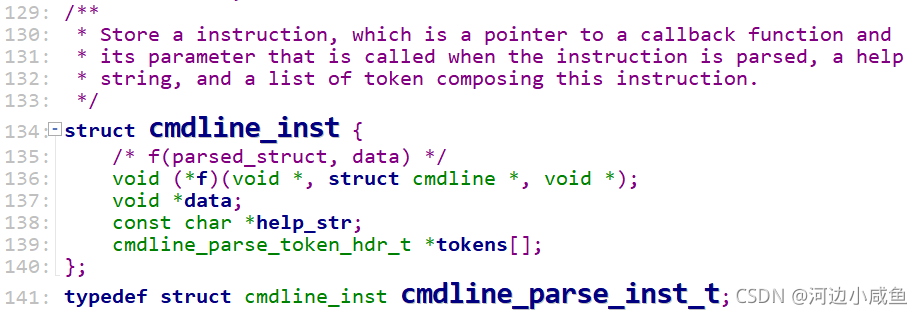 129: /**
130: * Store a instruction, which is a pointer to a callback function and
131: * its parameter that is called when the instruction is parsed, a help
132: * string, and a list of token composing this instruction.
133: */
134: struct cmdline_inst {
135: /* f(parsed_struct, data) */
136: void (*f)(void *, struct cmdline *, void *);
137: void *data;
138: const char *help_str;
139: cmdline_parse_token_hdr_t *tokens[];
140: };
141: typedef struct cmdline_inst cmdline_parse_inst_t; CSDN @河边小咸鱼